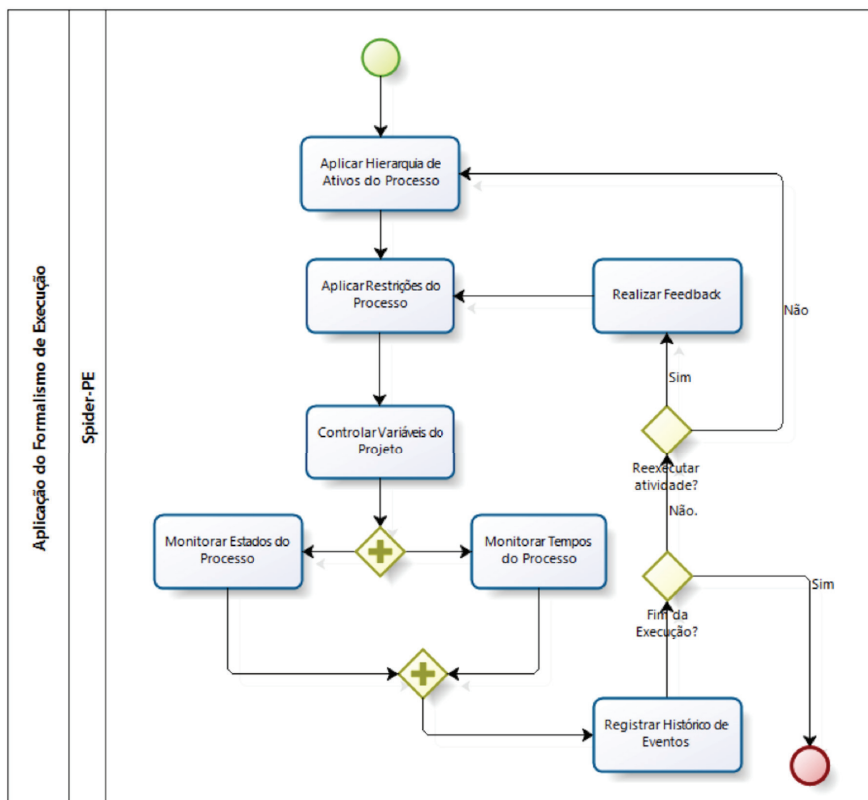 Aplicação do Formalismo de Execução
Spider-PE
Aplicar Hierarquia de
Ativos do Processo
Aplicar Restrições do
Processo
Realizar Feedback
Não
Sim
Controlar Variáveis do
Projeto
Reexecutar
atividade?
Não.
Monitorar Estados do
Processo
Monitorar Tempos
do Processo
Sim
Fim da
Execução?
Registrar Histórico de
Eventos